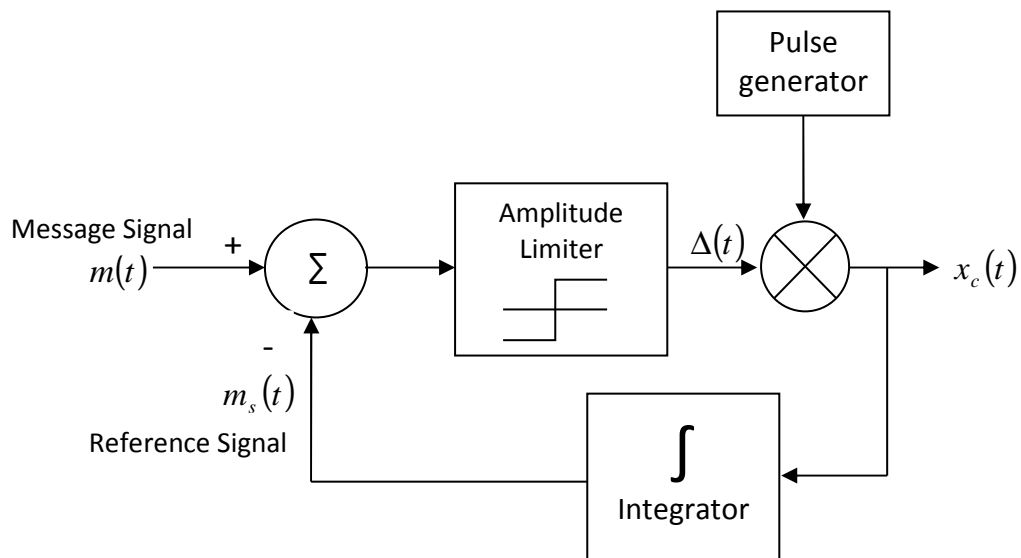 Pulse
generator
Message Signal
m(t)
+
Σ
Amplitude
Limiter
Δ(t)
x_c(t)
-
m_s(t)
Reference Signal
∫
Integrator